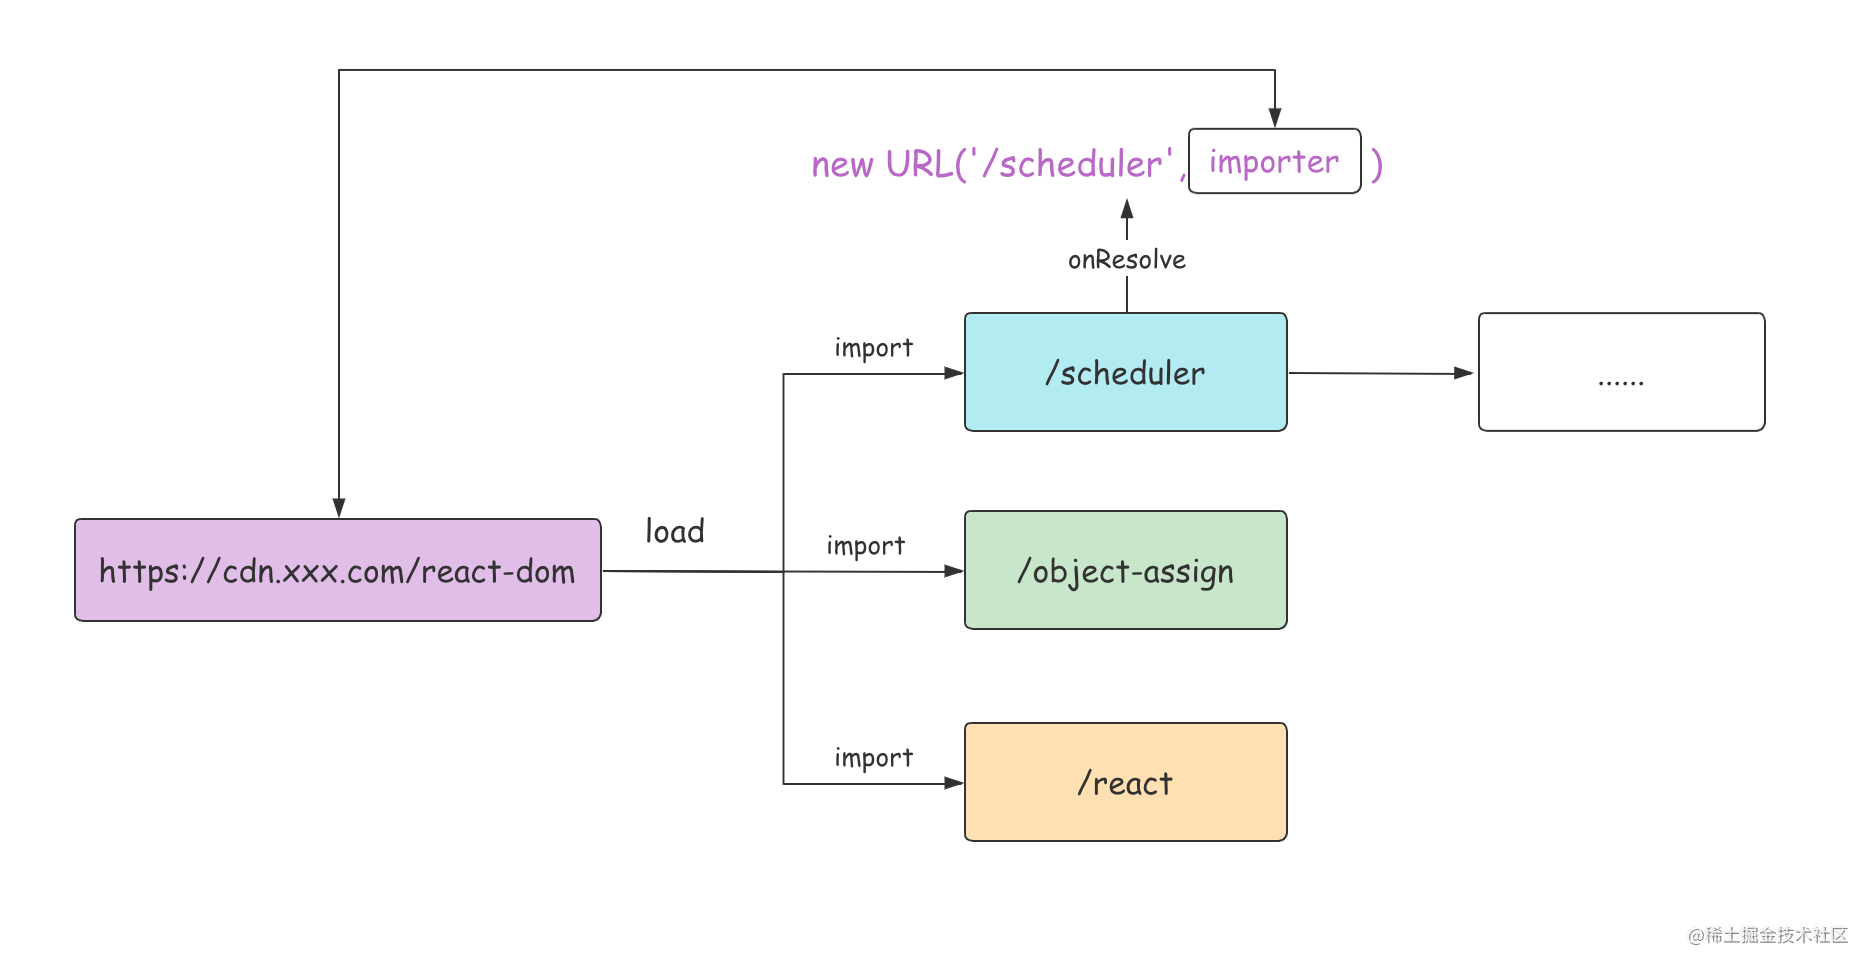 new URL('/scheduler', importer )
onResolve
import
/scheduler
......
load
https://cdn.xxx.com/react-dom
import
/object-assign
import
/react
@稀土掘金技术社区